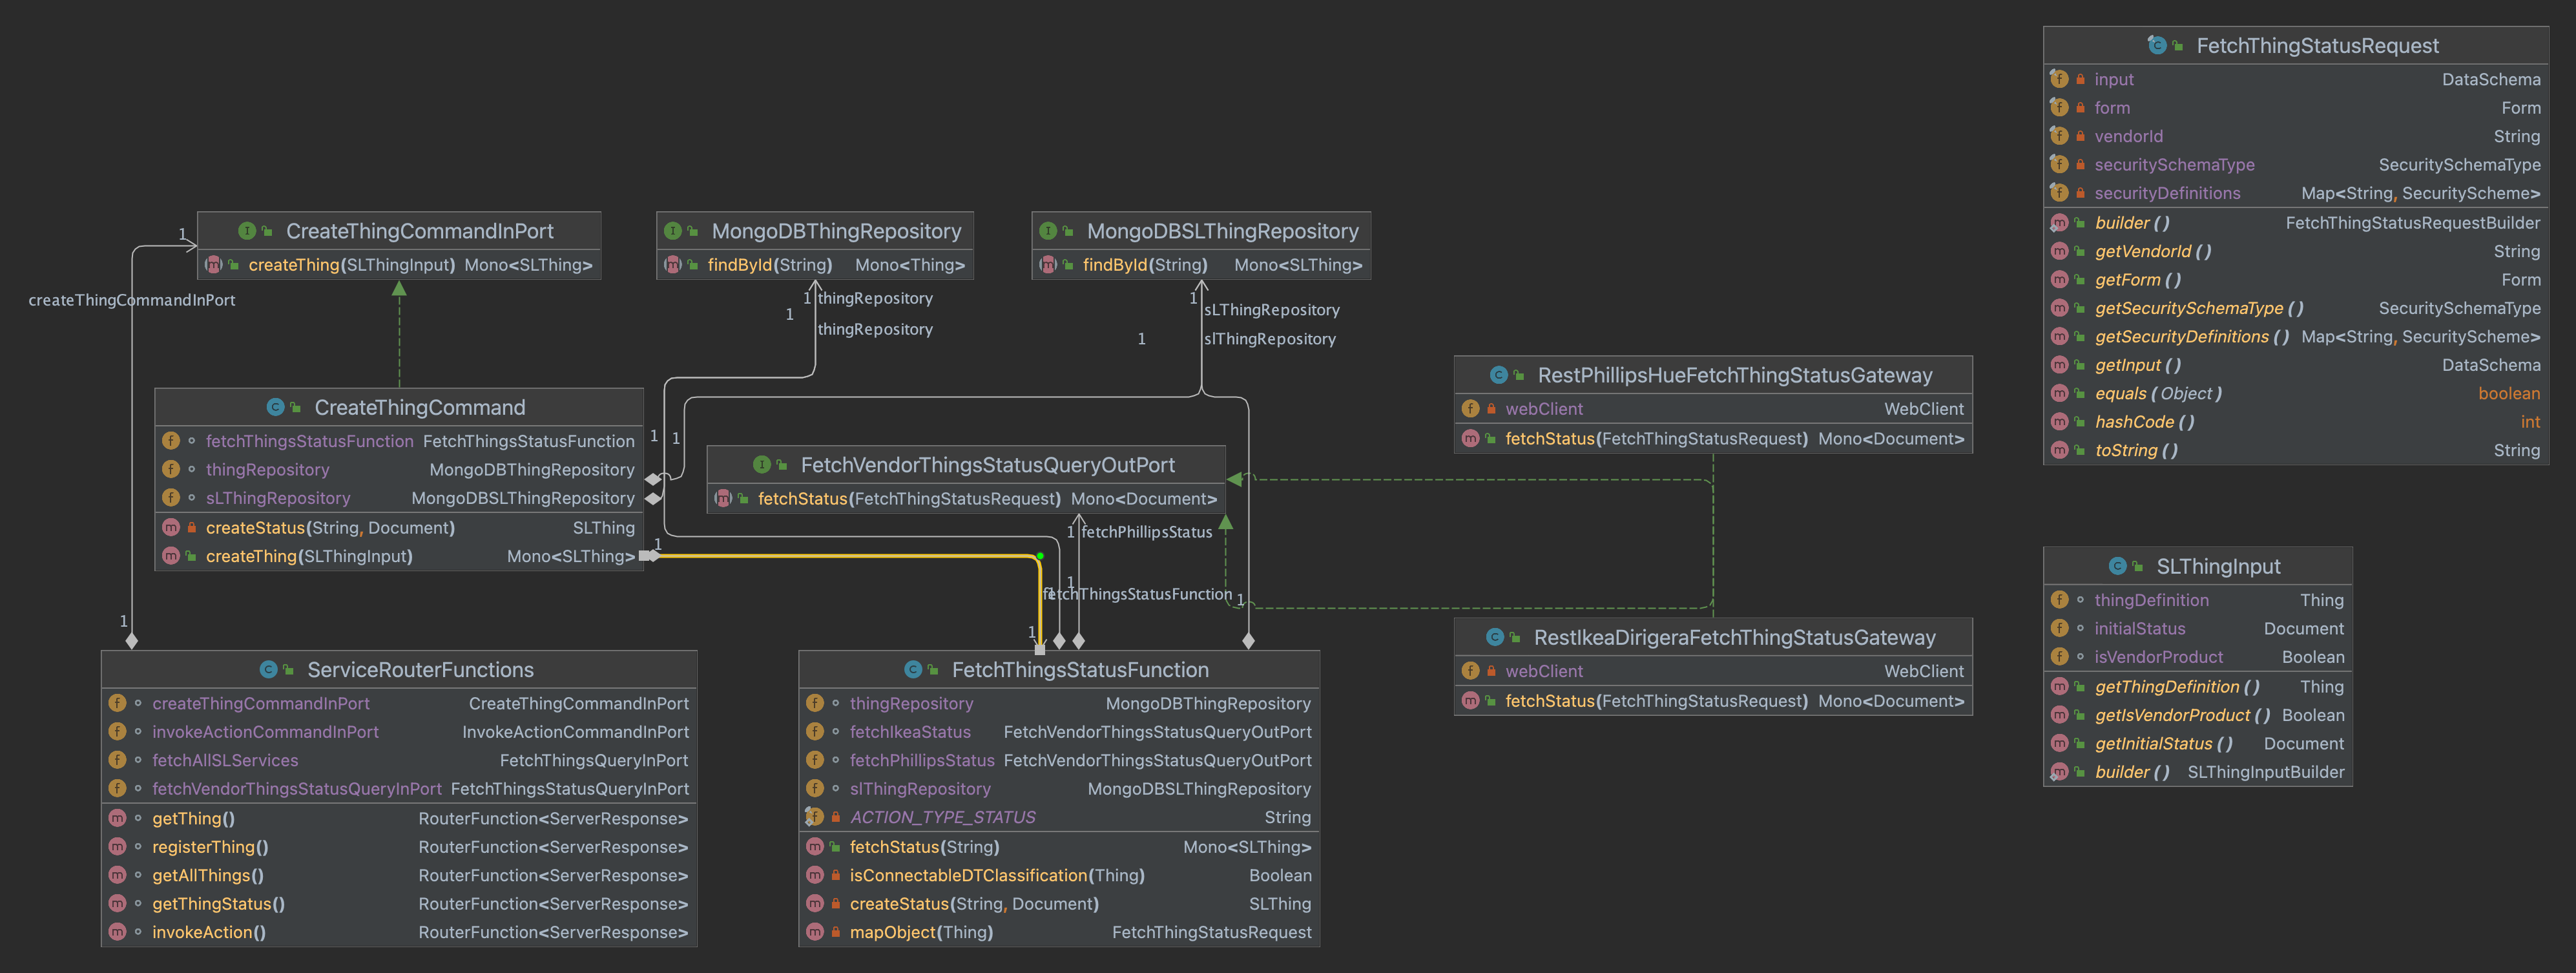 FetchThingStatusRequest
input DataSchema
form Form
vendorId String
securitySchemaType SecuritySchemaType
securityDefinitions Map<String, SecurityScheme>
builder () FetchThingStatusRequestBuilder
getVendorId () String
getForm () Form
getSecuritySchemaType () SecuritySchemaType
getSecurityDefinitions () Map<String, SecurityScheme>
getInput () DataSchema
equals (Object) boolean
hashCode () int
toString () String
CreateThingCommandInPort
createThing(SLThingInput) Mono<SLThing>
MongoDBThingRepository
findById(String) Mono<Thing>
MongoDBSLThingRepository
findById(String) Mono<SLThing>
1
createThingCommandInPort
1
1 thingRepository
1
thingRepository
1
sLThingRepository
1 slThingRepository
CreateThingCommand
fetchThingsStatusFunction FetchThingsStatusFunction
thingRepository MongoDBThingRepository
sLThingRepository MongoDBSLThingRepository
createStatus(String, Document) SLThing
createThing(SLThingInput) Mono<SLThing>
1
1
1
FetchVendorThingsStatusQueryOutPort
fetchStatus(FetchThingStatusRequest) Mono<Document>
1 fetchPhillipsStatus
1
fetchThingsStatusFunction
1
1
RestPhillipsHueFetchThingStatusGateway
webClient WebClient
fetchStatus(FetchThingStatusRequest) Mono<Document>
RestIkeaDirigeraFetchThingStatusGateway
webClient WebClient
fetchStatus(FetchThingStatusRequest) Mono<Document>
SLThingInput
thingDefinition Thing
initialStatus Document
isVendorProduct Boolean
getThingDefinition () Thing
getIsVendorProduct () Boolean
getInitialStatus () Document
builder () SLThingInputBuilder
ServiceRouterFunctions
createThingCommandInPort CreateThingCommandInPort
invokeActionCommandInPort InvokeActionCommandInPort
fetchAllSLServices FetchThingsQueryInPort
fetchVendorThingsStatusQueryInPort FetchThingsStatusQueryInPort
getThing() RouterFunction<ServerResponse>
registerThing() RouterFunction<ServerResponse>
getAllThings() RouterFunction<ServerResponse>
getThingStatus() RouterFunction<ServerResponse>
invokeAction() RouterFunction<ServerResponse>
FetchThingsStatusFunction
thingRepository MongoDBThingRepository
fetchIkeaStatus FetchVendorThingsStatusQueryOutPort
fetchPhillipsStatus FetchVendorThingsStatusQueryOutPort
slThingRepository MongoDBSLThingRepository
ACTION_TYPE_STATUS String
fetchStatus(String) Mono<SLThing>
isConnectableDTClassification(Thing) Boolean
createStatus(String, Document) SLThing
mapObject(Thing) FetchThingStatusRequest